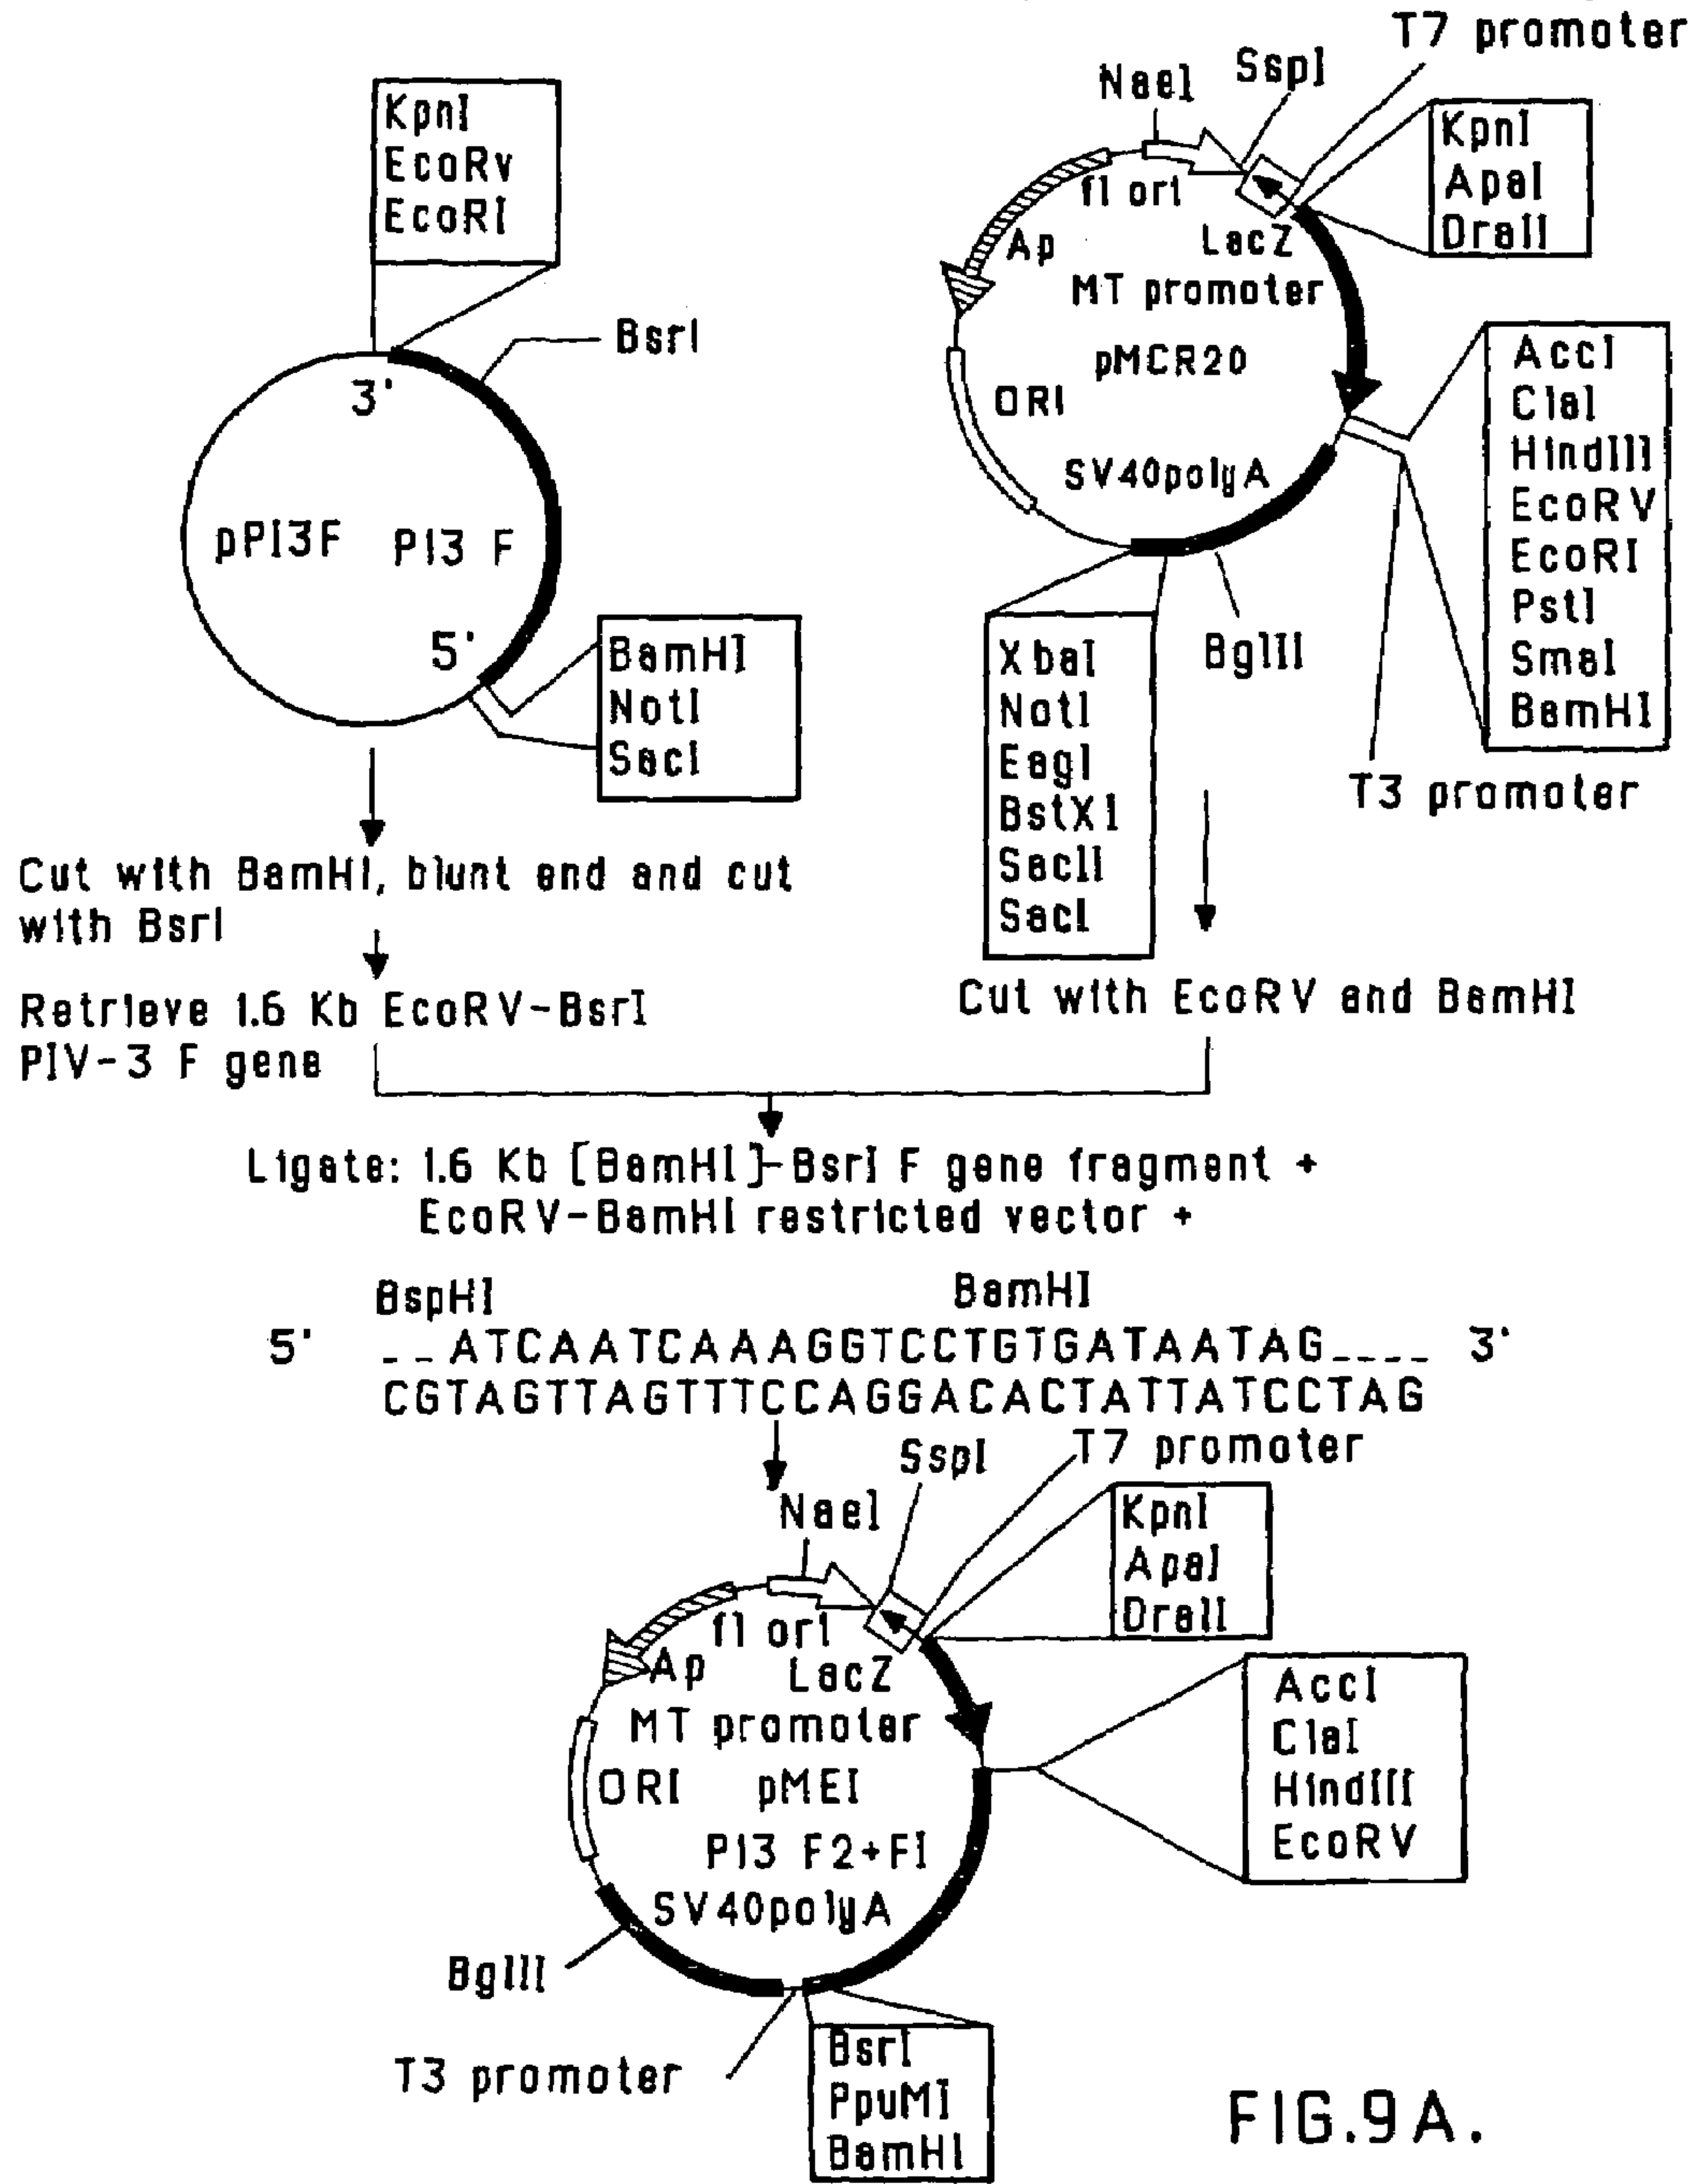 KpnI
EcoRv
EcoRI
BsrI
3'
pPI3F
PI3 F
5'
BamHI
NotI
SacI
Cut with BamHI, blunt end and cut
with BsrI
Retrieve 1.6 Kb EcoRV-BsrI
PIV-3 F gene
T7 promoter
NaeI
SspI
KpnI
ApaI
DraII
f1 ori
Ap
LacZ
MT promoter
pMCR20
ORI
SV40polyA
AccI
ClaI
HindIII
EcoRV
EcoRI
PstI
SmaI
BamHI
XbaI
NotI
EagI
BstX1
SacII
SacI
BglII
T3 promoter
Cut with EcoRV and BamHI
Ligate: 1.6 Kb [BamHI]-BsrI F gene fragment +
EcoRV-BamHI restricted vector +
BspHI
BamHI
5' --ATCAATCAAAGGTCCTGTGATAATAG---- 3'
CGTAGTTAGTTTCCAGGACACTATTATCCTAG
SspI
T7 promoter
NaeI
KpnI
ApaI
DraII
f1 ori
Ap
LacZ
MT promoter
ORI
pMEI
PI3 F2+FI
SV40polyA
AccI
ClaI
HindIII
EcoRV
BglII
T3 promoter
BsrI
PpuMI
BamHI
FIG.9A.